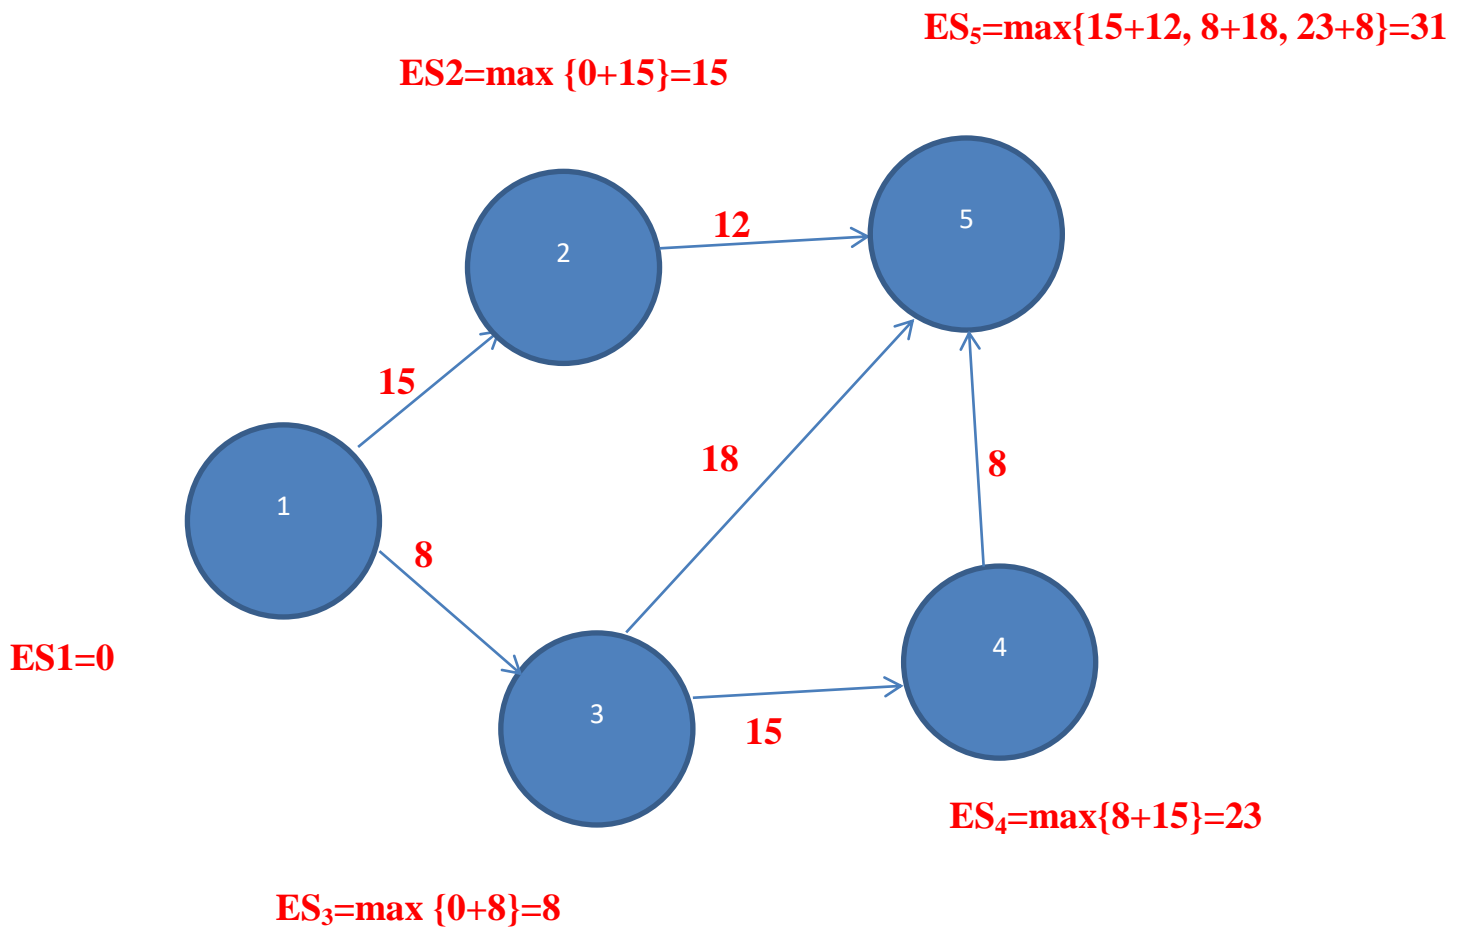 ES₅=max{15+12, 8+18, 23+8}=31
ES2=max {0+15}=15
5
12
2
15
18
8
1
8
4
ES1=0
3
15
ES₄=max{8+15}=23
ES₃=max {0+8}=8